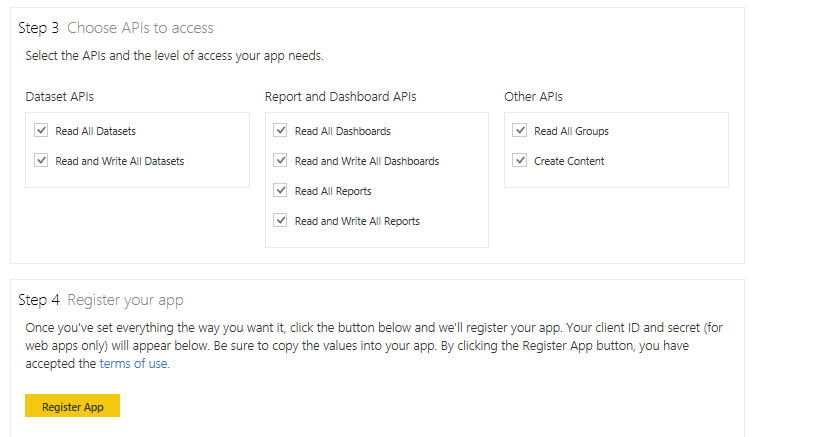 Step 3 Choose APIs to access
Select the APIs and the level of access your app needs.
Dataset APIs
Read All Datasets
Read and Write All Datasets
Report and Dashboard APIs
Read All Dashboards
Read and Write All Dashboards
Read All Reports
Read and Write All Reports
Other APIs
Read All Groups
Create Content
Step 4 Register your app
Once you've set everything the way you want it, click the button below and we'll register your app. Your client ID and secret (for
web apps only) will appear below. Be sure to copy the values into your app. By clicking the Register App button, you have
accepted the terms of use.
Register App